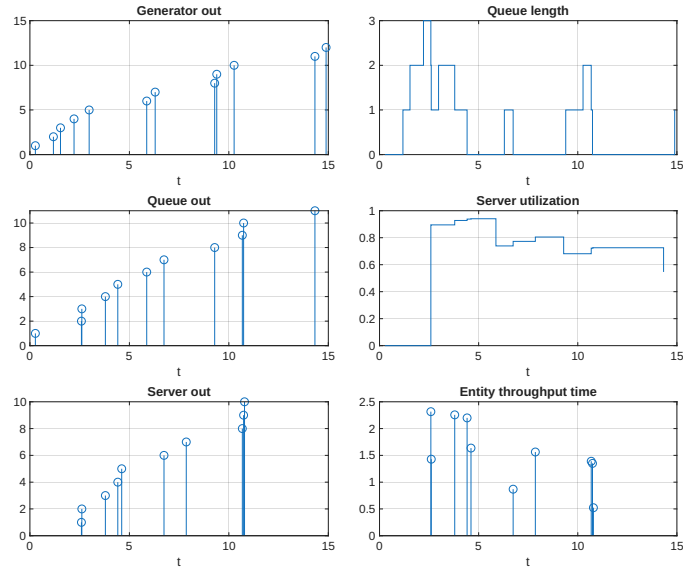 Generator out
15
10
5
0
0 5 10 15
t
Queue length
3
2
1
0
0 5 10 15
t
Queue out
10
8
6
4
2
0
0 5 10 15
t
Server utilization
1
0.8
0.6
0.4
0.2
0
0 5 10 15
t
Server out
10
8
6
4
2
0
0 5 10 15
t
Entity throughput time
2.5
2
1.5
1
0.5
0
0 5 10 15
t